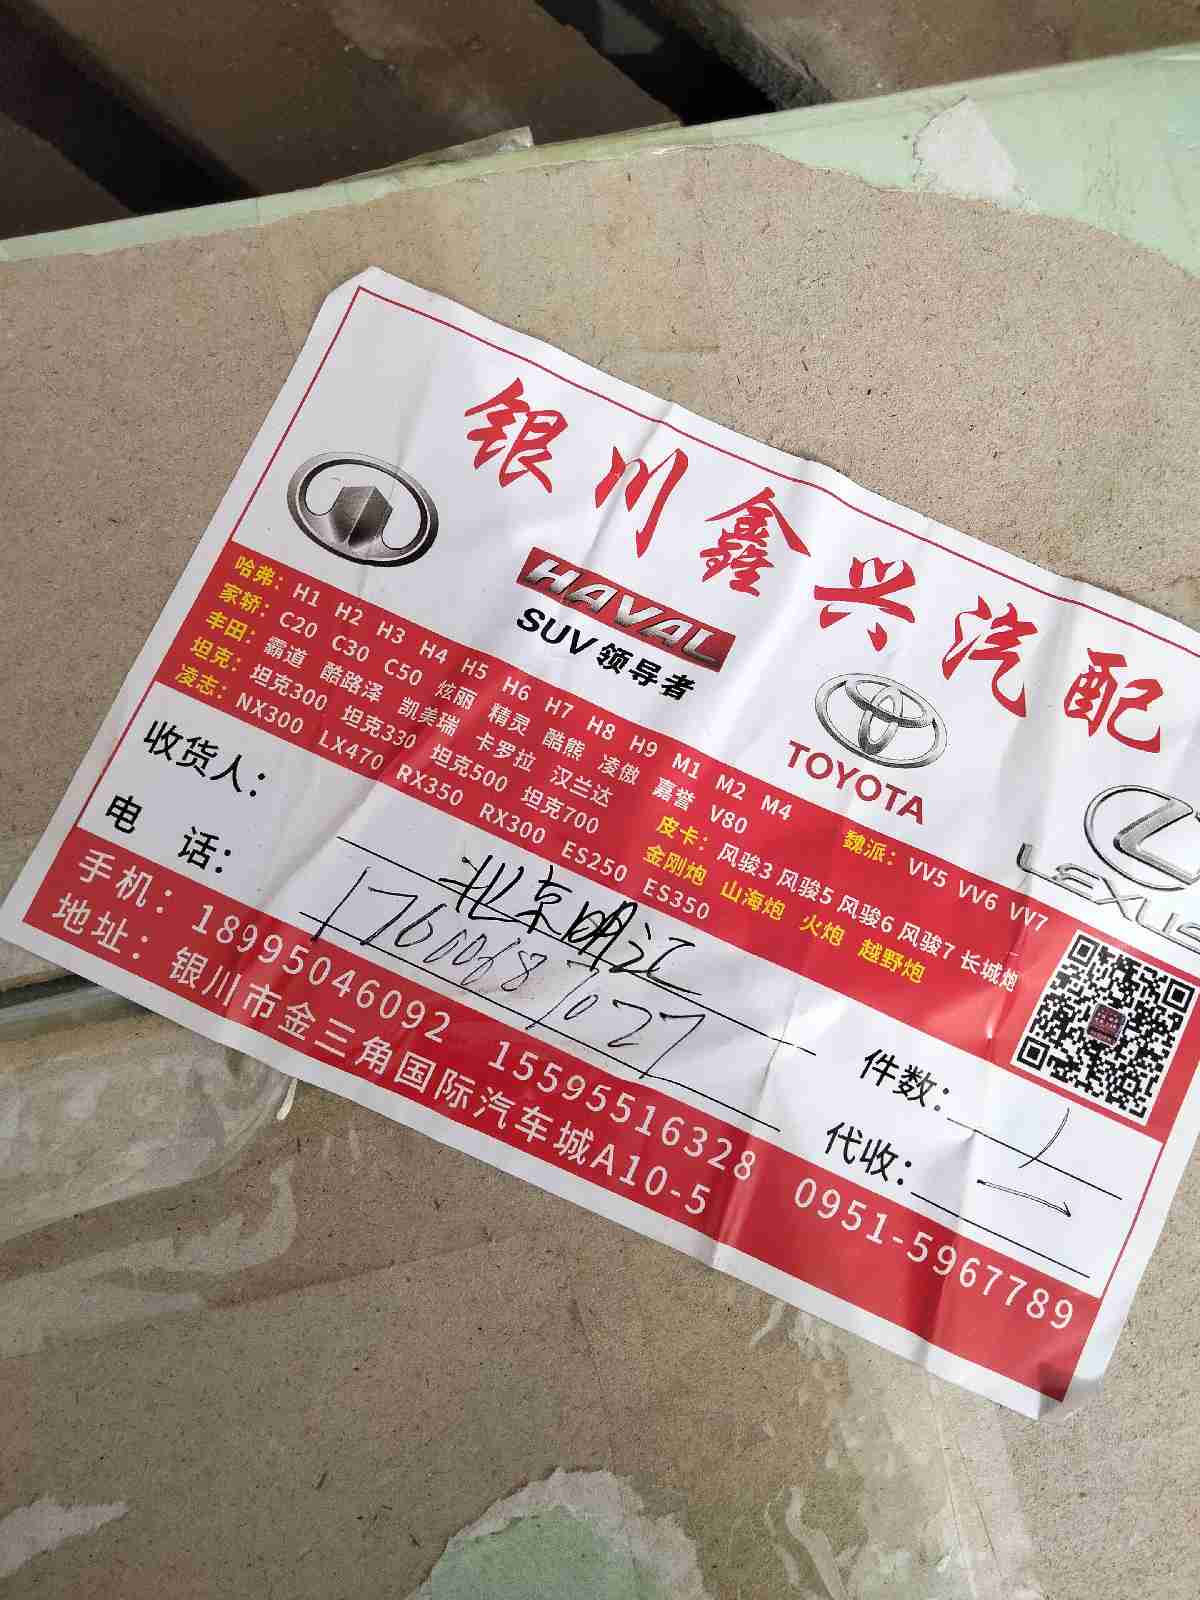 银川鑫兴汽配
HAVAL
SUV领导者
TOYOTA
LEXUS
哈弗：H1 H2 H3 H4 H5 H6 H7 H8 H9 M1 M2 M4 魏派：VV5 VV6 VV7
家轿：C20 C30 C50 炫丽 精灵 酷熊 凌傲 嘉誉 V80
皮卡：风骏3 风骏5 风骏6 风骏7 长城炮
丰田：霸道 酷路泽 凯美瑞 卡罗拉 汉兰达
金刚炮 山海炮 火炮 越野炮
坦克：坦克300 坦克330 坦克500 坦克700
凌志：NX300 LX470 RX350 RX300 ES250 ES350
收货人：北京明江
电话：17600687027
件数：
代收：
手机：18995046092 15595516328 0951-5967789
地址：银川市金三角国际汽车城A10-5